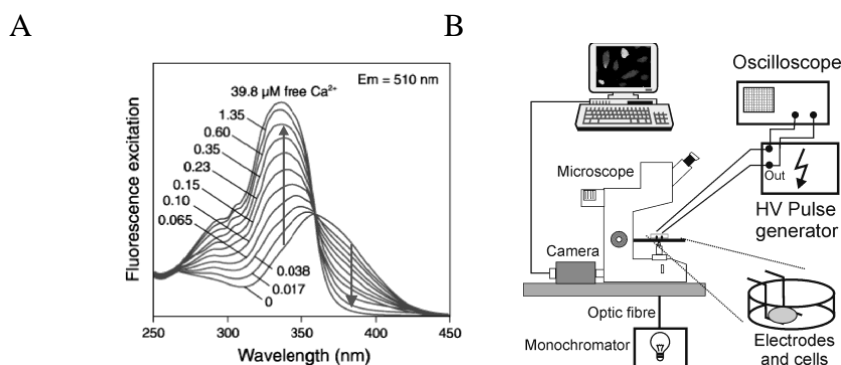 A
B
Fluorescence excitation
39.8 µM free Ca²⁺
Em = 510 nm
1.35
0.60
0.35
0.23
0.15
0.10
0.065
0.038
0.017
0
250 300 350 400 450
Wavelength (nm)
Oscilloscope
Microscope
Out
HV Pulse
generator
Camera
Optic fibre
Monochromator
Electrodes
and cells